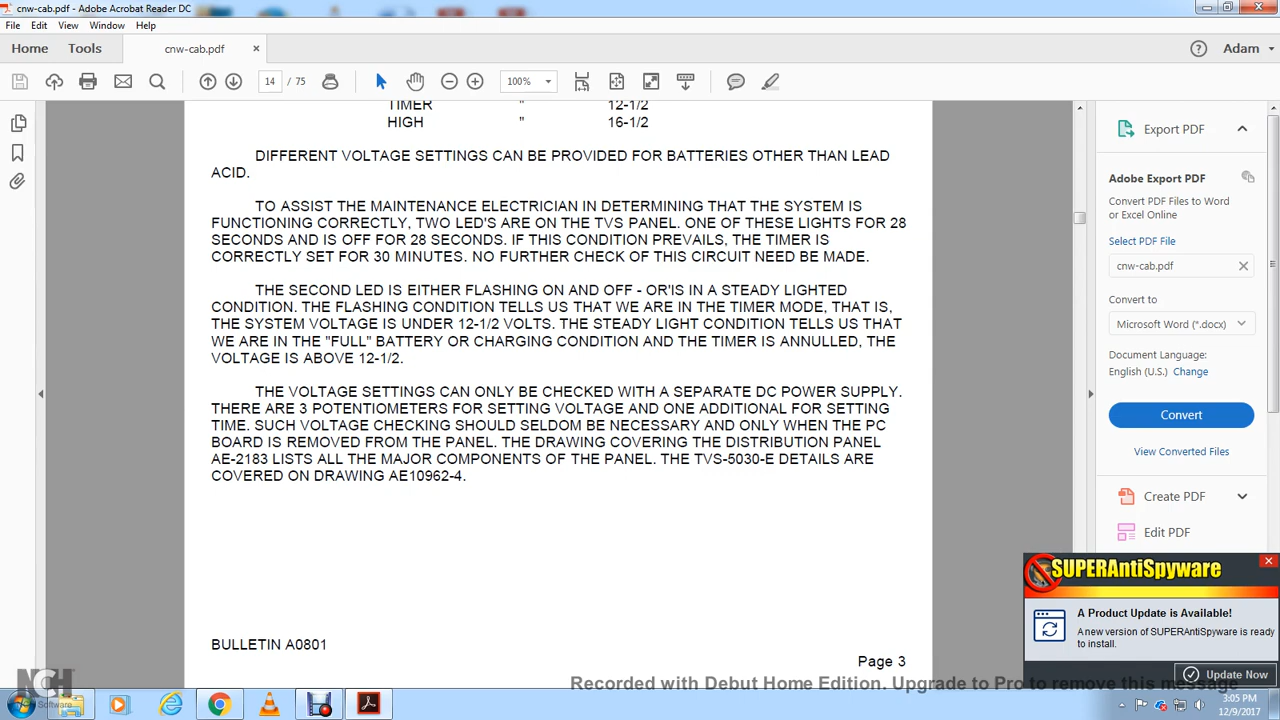 cnw-cab.pdf - Adobe Acrobat Reader DC
File Edit View Window Help
Home Tools cnw-cab.pdf × Adam
14 / 75 100%
TIMER " 12-1/2
HIGH " 16-1/2
DIFFERENT VOLTAGE SETTINGS CAN BE PROVIDED FOR BATTERIES OTHER THAN LEAD
ACID.
TO ASSIST THE MAINTENANCE ELECTRICIAN IN DETERMINING THAT THE SYSTEM IS
FUNCTIONING CORRECTLY, TWO LED'S ARE ON THE TVS PANEL. ONE OF THESE LIGHTS FOR 28
SECONDS AND IS OFF FOR 28 SECONDS. IF THIS CONDITION PREVAILS, THE TIMER IS
CORRECTLY SET FOR 30 MINUTES. NO FURTHER CHECK OF THIS CIRCUIT NEED BE MADE.
THE SECOND LED IS EITHER FLASHING ON AND OFF - OR'IS IN A STEADY LIGHTED
CONDITION. THE FLASHING CONDITION TELLS US THAT WE ARE IN THE TIMER MODE, THAT IS,
THE SYSTEM VOLTAGE IS UNDER 12-1/2 VOLTS. THE STEADY LIGHT CONDITION TELLS US THAT
WE ARE IN THE "FULL" BATTERY OR CHARGING CONDITION AND THE TIMER IS ANNULLED, THE
VOLTAGE IS ABOVE 12-1/2.
THE VOLTAGE SETTINGS CAN ONLY BE CHECKED WITH A SEPARATE DC POWER SUPPLY.
THERE ARE 3 POTENTIOMETERS FOR SETTING VOLTAGE AND ONE ADDITIONAL FOR SETTING
TIME. SUCH VOLTAGE CHECKING SHOULD SELDOM BE NECESSARY AND ONLY WHEN THE PC
BOARD IS REMOVED FROM THE PANEL. THE DRAWING COVERING THE DISTRIBUTION PANEL
AE-2183 LISTS ALL THE MAJOR COMPONENTS OF THE PANEL. THE TVS-5030-E DETAILS ARE
COVERED ON DRAWING AE10962-4.
BULLETIN A0801
Page 3
Export PDF
Adobe Export PDF
Convert PDF Files to Word
or Excel Online
Select PDF File
cnw-cab.pdf
Convert to
Microsoft Word (*.docx)
Document Language:
English (U.S.) Change
Convert
View Converted Files
Create PDF
Edit PDF
SUPERAntiSpyware
A Product Update is Available!
A new version of SUPERAntiSpyware is ready
to install.
Update Now
NCH
Software
Recorded with Debut Home Edition. Upgrade to Pro to remove this message
3:05 PM
12/9/2017